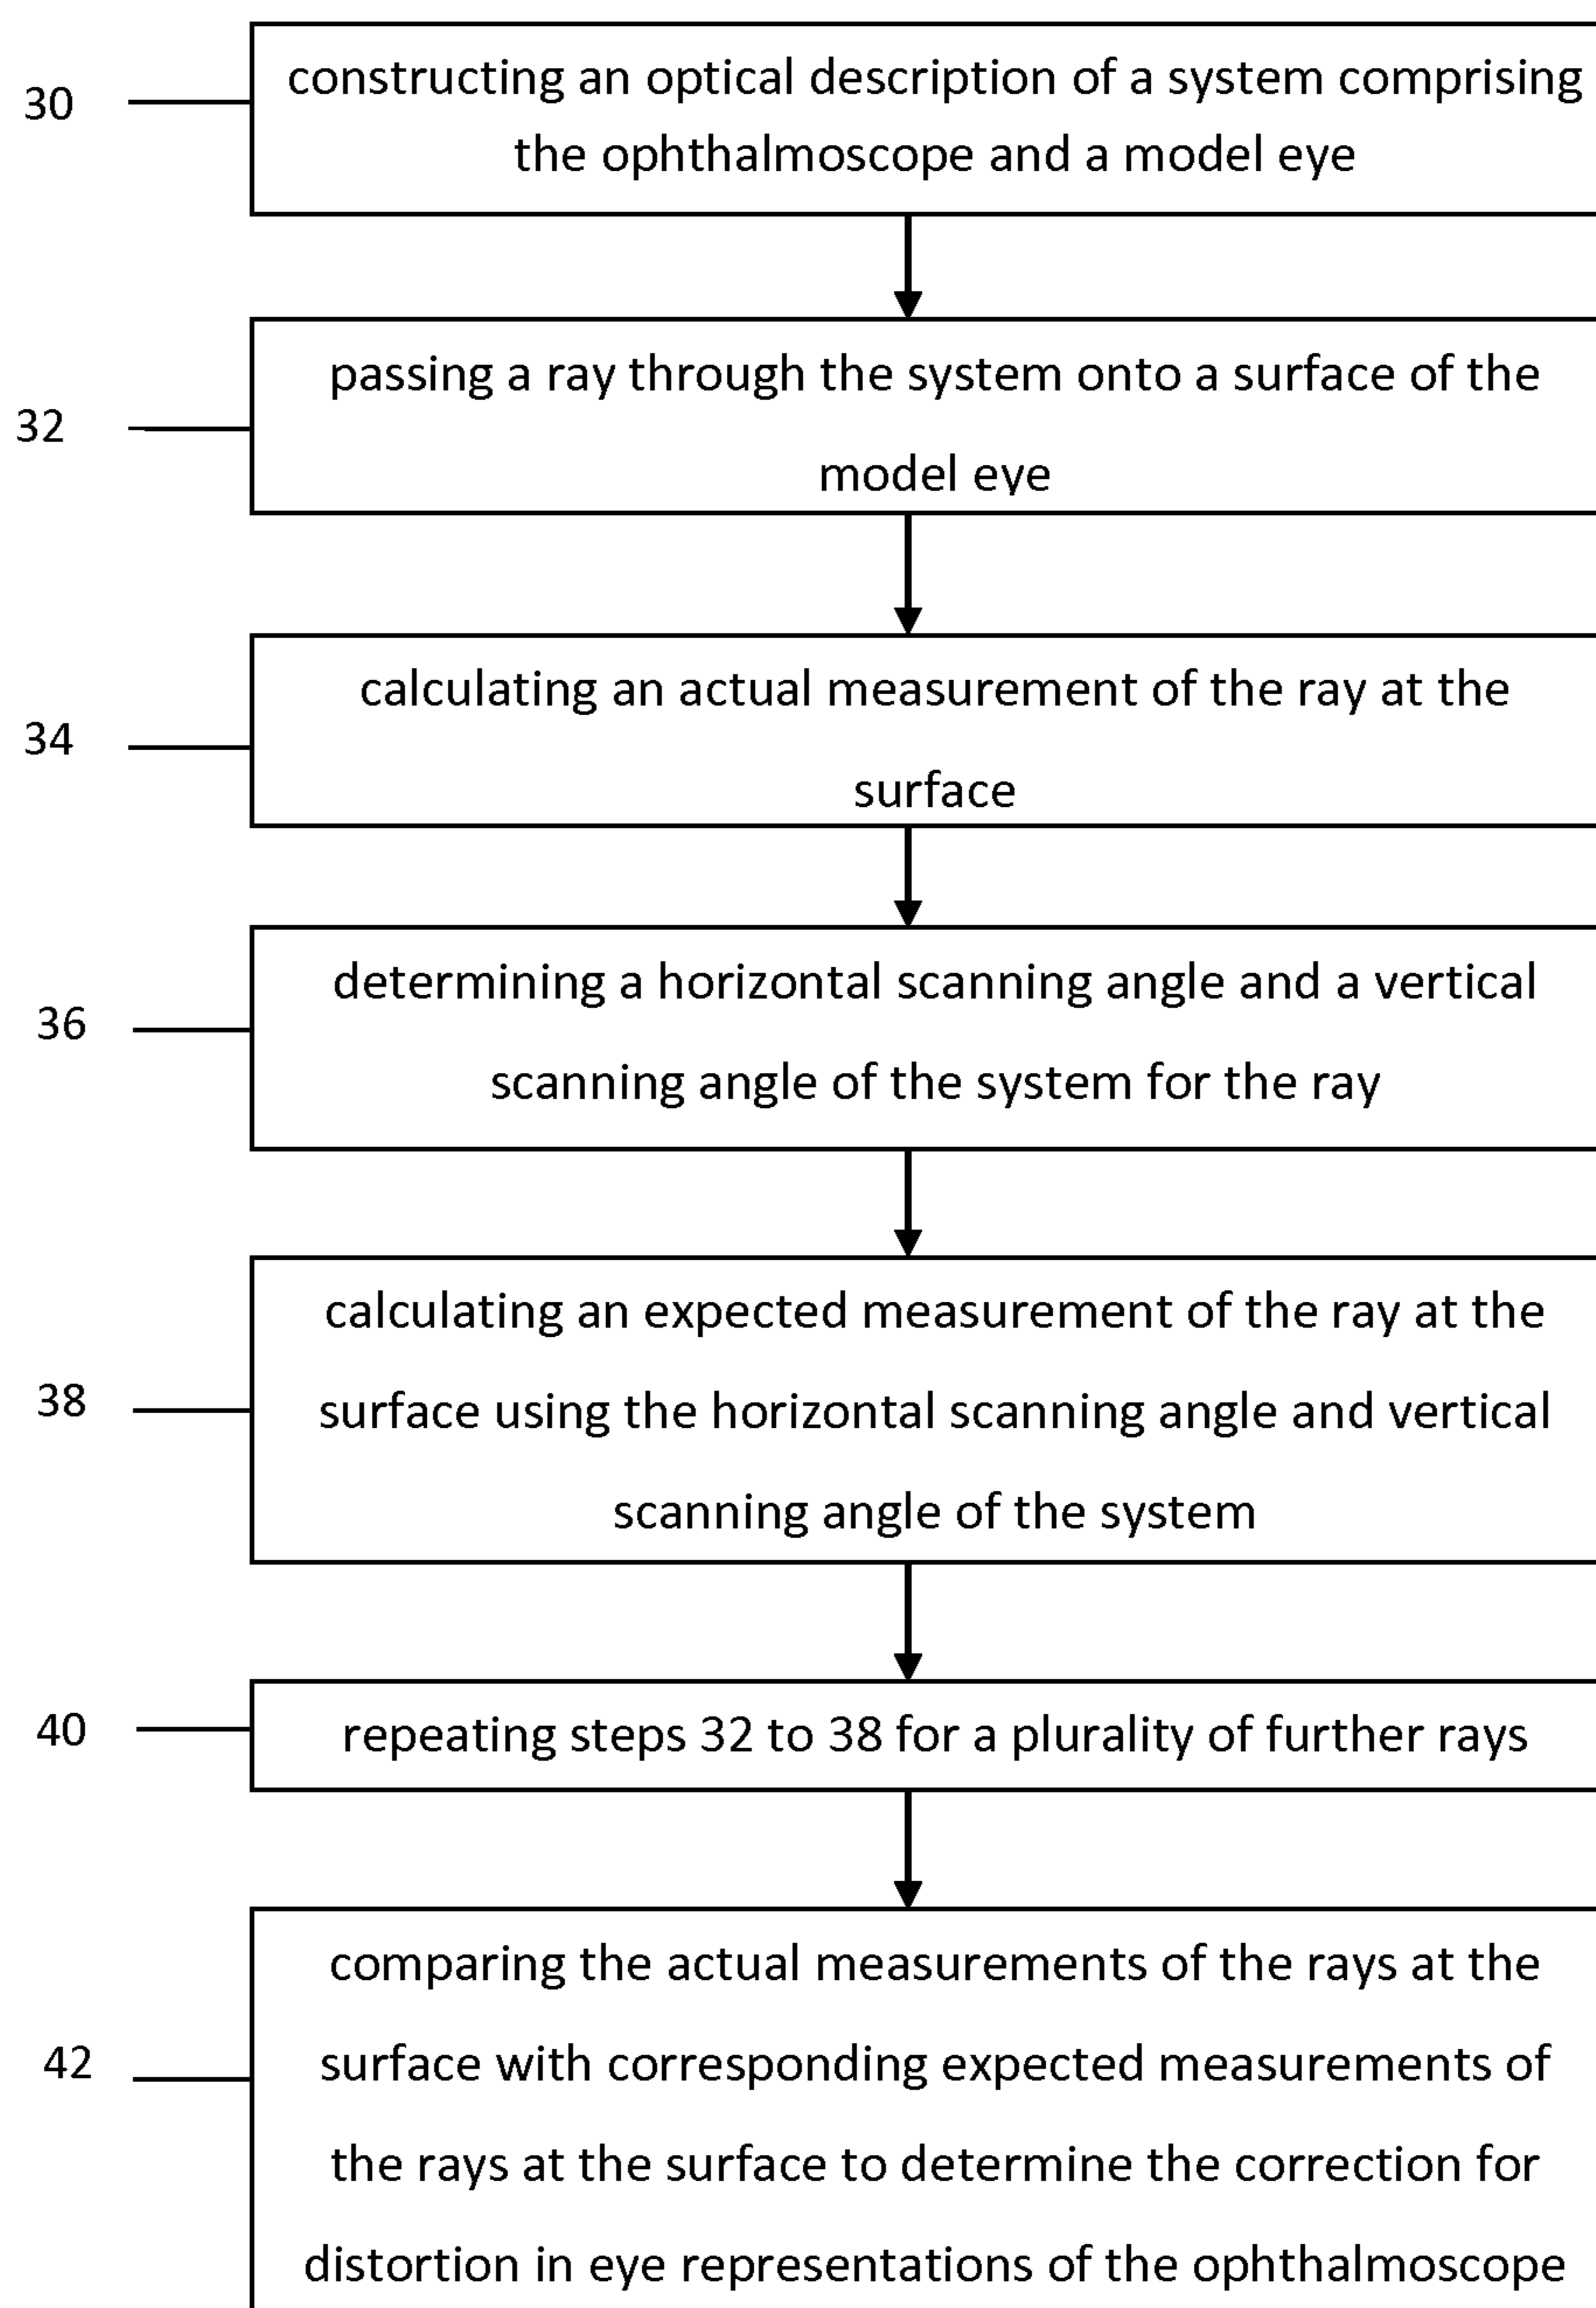 30
constructing an optical description of a system comprising
the ophthalmoscope and a model eye
32
passing a ray through the system onto a surface of the
model eye
34
calculating an actual measurement of the ray at the
surface
36
determining a horizontal scanning angle and a vertical
scanning angle of the system for the ray
38
calculating an expected measurement of the ray at the
surface using the horizontal scanning angle and vertical
scanning angle of the system
40
repeating steps 32 to 38 for a plurality of further rays
42
comparing the actual measurements of the rays at the
surface with corresponding expected measurements of
the rays at the surface to determine the correction for
distortion in eye representations of the ophthalmoscope